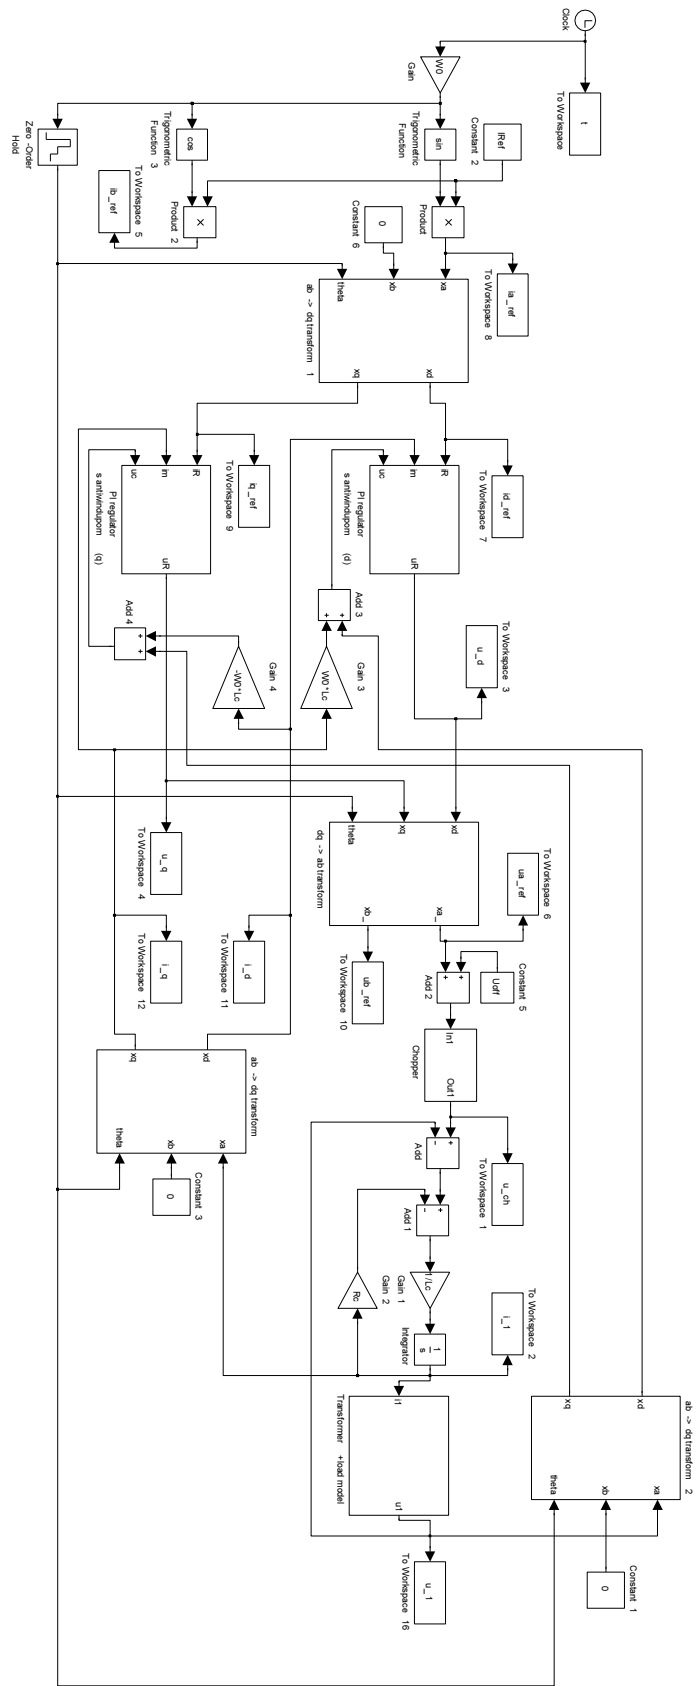 Clock
t
To Workspace
W0
Gain
IRef
Constant 2
sin
Trigonometric
Function
cos
Trigonometric
Function 3
Zero -Order
Hold
×
Product
×
Product 2
ib_ref
To Workspace 5
0
Constant 6
ia_ref
To Workspace 8
xa
xb
theta
xd
xq
ab -> dq transform 1
id_ref
To Workspace 7
iq_ref
To Workspace 9
iR
im
uc
uR
PI regulator
s antiwindupom (d)
iR
im
uc
uR
PI regulator
s antiwindupom (q)
Add 3
+
+
Add 4
+
+
W0*Lc
Gain 3
-W0*Lc
Gain 4
To Workspace 3
u_d
u_q
To Workspace 4
xd
xq
theta
xa_
xb_
dq -> ab transform
To Workspace 6
ua_ref
ub_ref
To Workspace 10
i_d
To Workspace 11
i_q
To Workspace 12
Constant 5
Uoff
+
+
Add 2
In1
Out1
Chopper
u_ch
To Workspace 1
+
-
Add
+
-
Add 1
1/Lc
Gain 1
Rc
Gain 2
1
s
Integrator
To Workspace 2
i_1
ab -> dq transform
xd
xq
xa
xb
theta
0
Constant 3
i1
u1
Transformer +load model
u_1
To Workspace 16
ab -> dq transform 2
xd
xq
xa
xb
theta
Constant 1
0